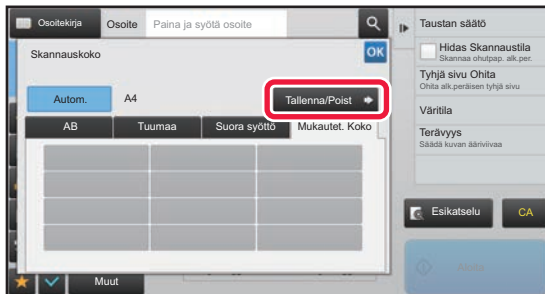 Osoitekirja
Osoite
Paina ja syötä osoite
Skannauskoko
OK
Autom.
A4
Tallenna/Poist
AB
Tuumaa
Suora syöttö
Mukautet. Koko
Muut
Taustan säätö
Hidas Skannaustila
Skannaa ohutpap. alk.per.
Tyhjä sivu Ohita
Ohita alk.peräisen tyhjä sivu
Väritila
Terävyys
Säädä kuvan ääriviivaa
Esikatselu
CA
Aloita